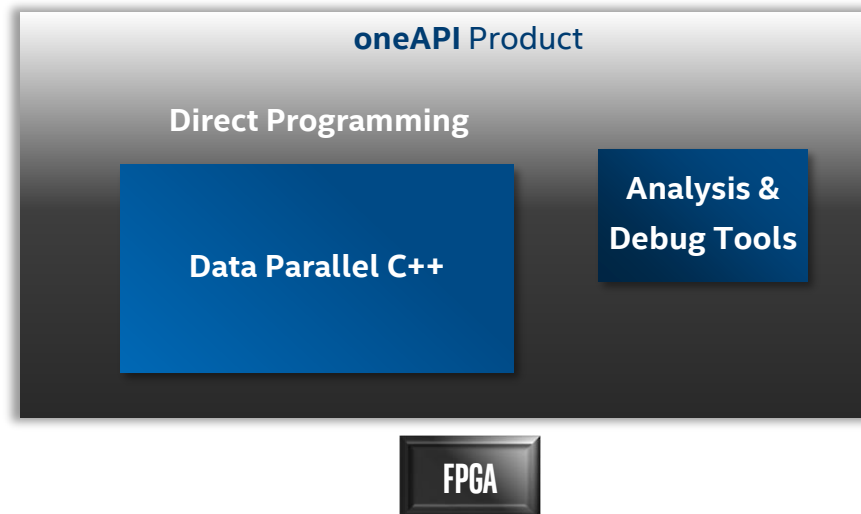 oneAPI Product
Direct Programming
Data Parallel C++
Analysis &
Debug Tools
FPGA